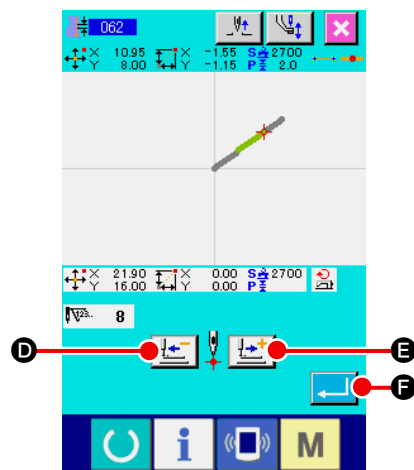 062
X 10.95 X -1.55 S 2700
Y 8.00 Y -1.15 P 2.0
X 21.90 X 0.00 S 2700
Y 16.00 Y 0.00 P
N123.. 8
D E
F
i M